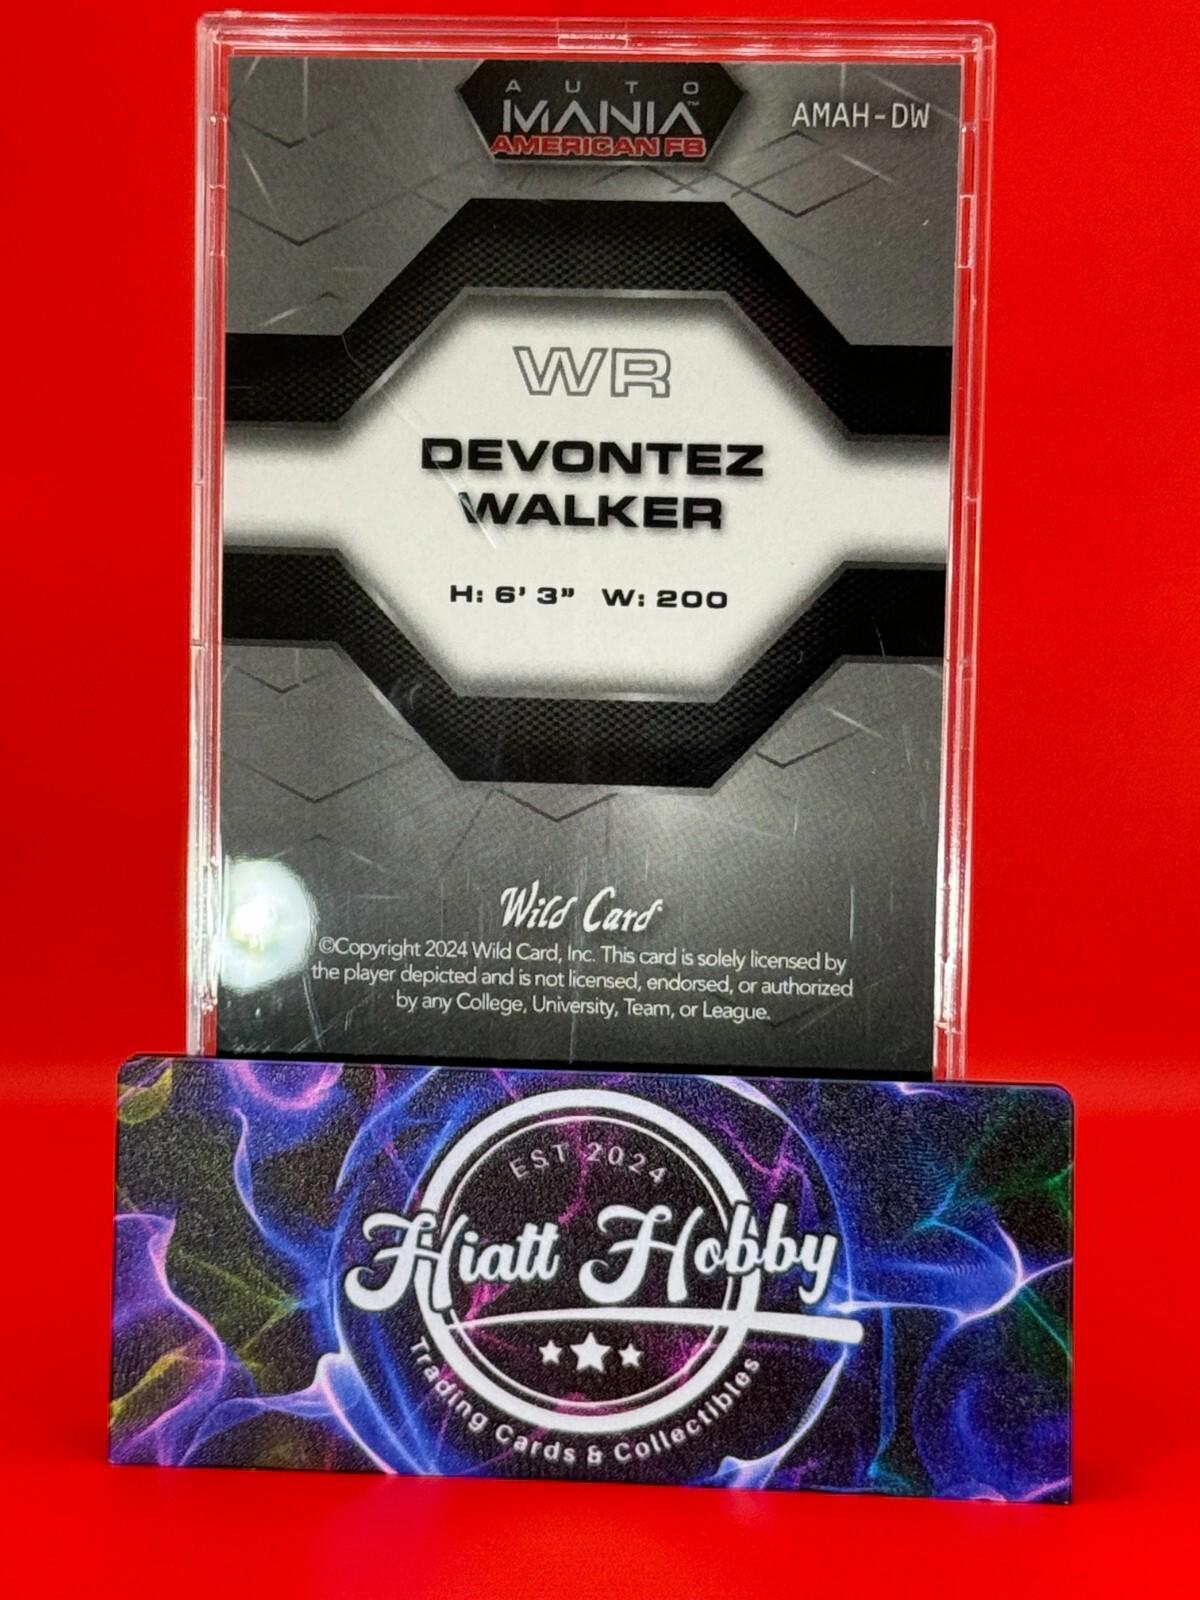 AUTO
MANIA™
AMERICAN FB
AMAH-DW
WR
DEVONTEZ
WALKER
H: 6' 3" W: 200
Wild Card
©Copyright 2024 Wild Card, Inc. This card is solely licensed by
the player depicted and is not licensed, endorsed, or authorized
by any College, University, Team, or League.
EST 2024
Hiatt Hobby
Trading Cards & Collectibles